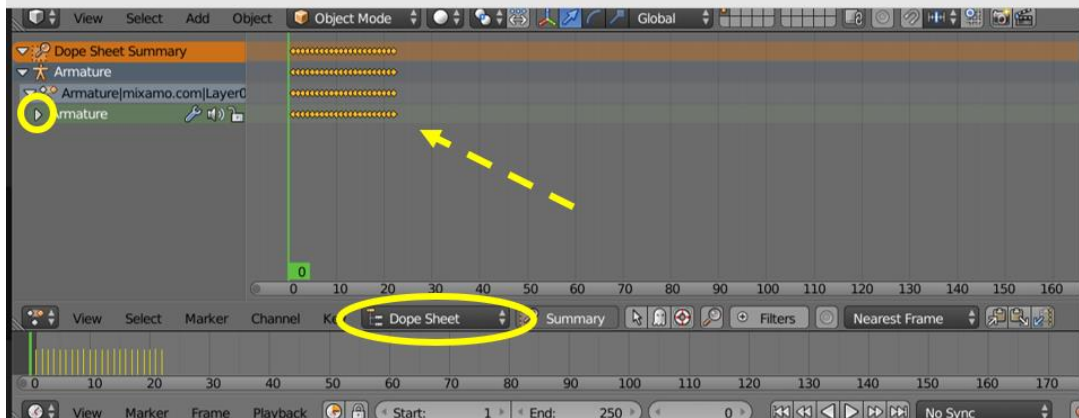 View Select Add Object Object Mode Global
Dope Sheet Summary
Armature
Armature|mixamo.com|Layer0
Armature
0
0 10 20 30 40 50 60 70 80 90 100 110 120 130 140 150 160
View Select Marker Channel Dope Sheet Summary Filters Nearest Frame
0 10 20 30 40 50 60 70 80 90 100 110 120 130 140 150 160 170
View Marker Frame Playback Start: 1 End: 250 0 No Sync